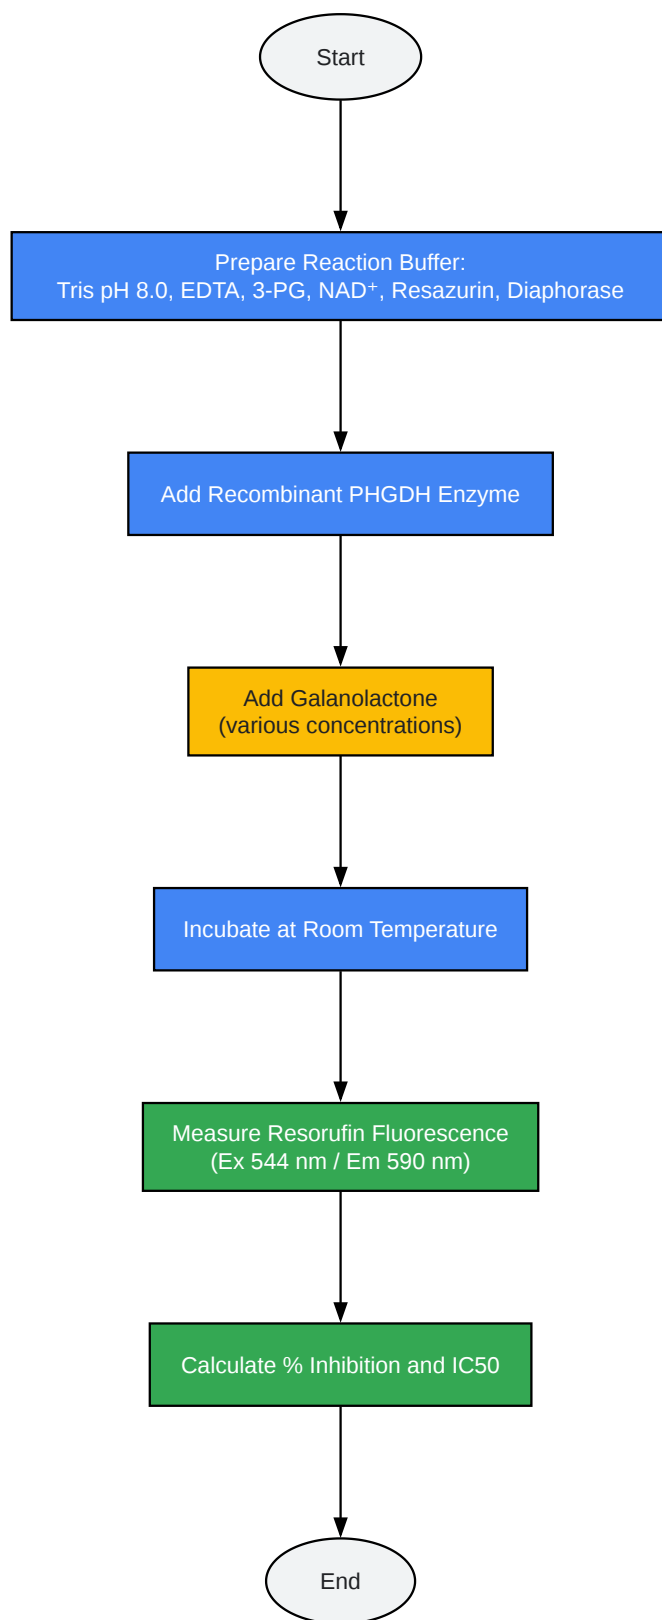 Start
Prepare Reaction Buffer:
Tris pH 8.0, EDTA, 3-PG, NAD⁺, Resazurin, Diaphorase
Add Recombinant PHGDH Enzyme
Add Galanolactone
(various concentrations)
Incubate at Room Temperature
Measure Resorufin Fluorescence
(Ex 544 nm / Em 590 nm)
Calculate % Inhibition and IC50
End